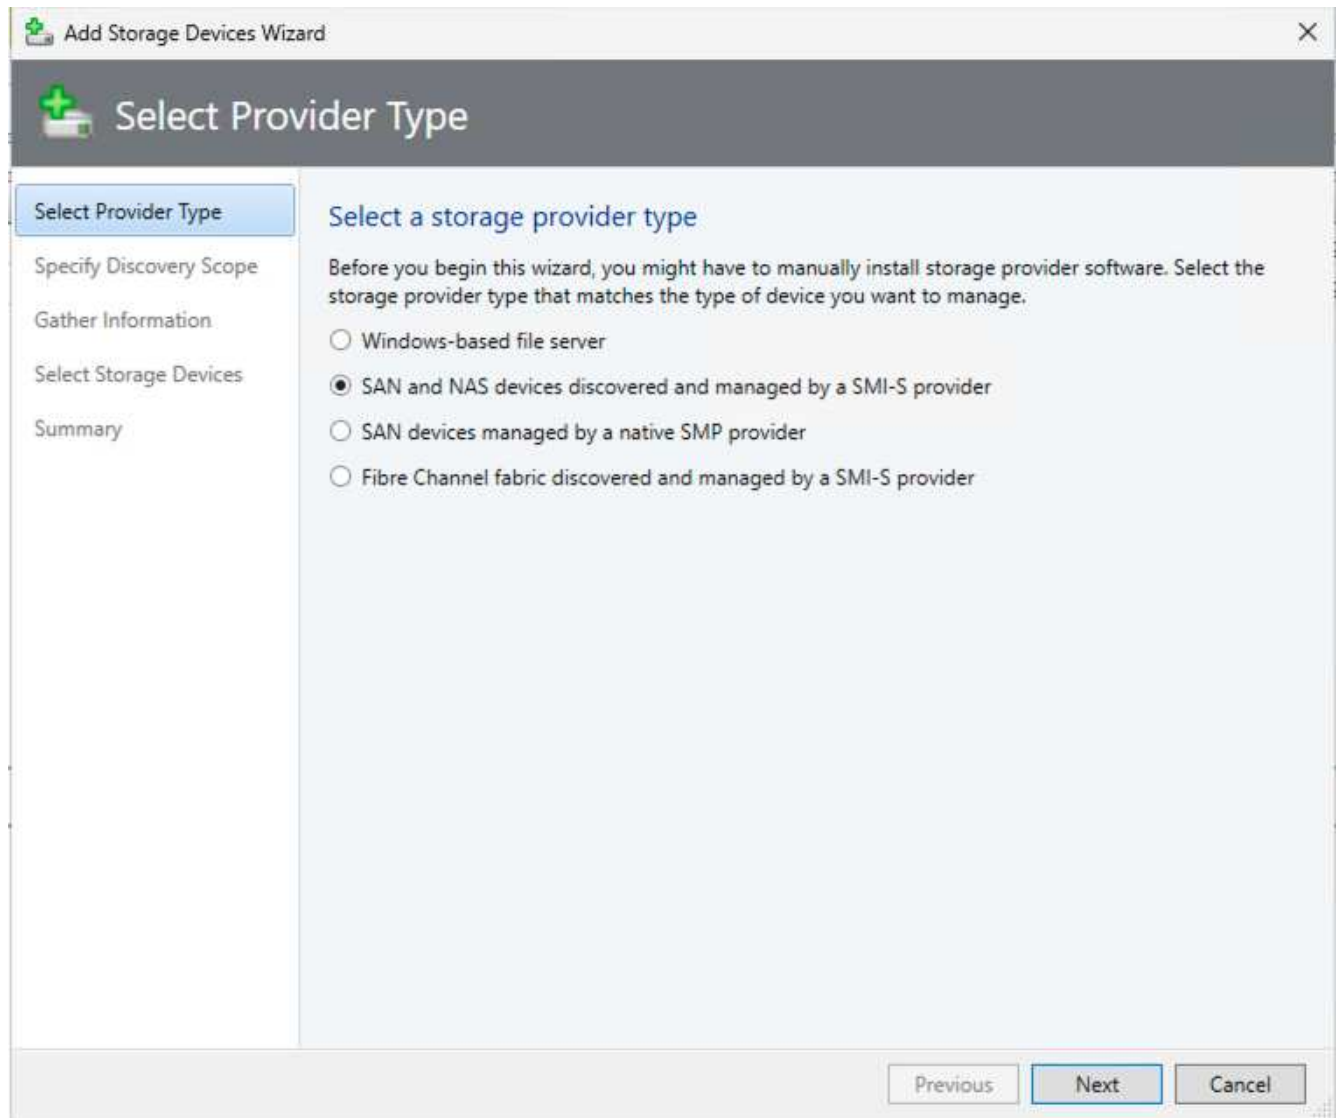 Add Storage Devices Wizard
Select Provider Type
Select Provider Type
Specify Discovery Scope
Gather Information
Select Storage Devices
Summary
Select a storage provider type
Before you begin this wizard, you might have to manually install storage provider software. Select the
storage provider type that matches the type of device you want to manage.
Windows-based file server
SAN and NAS devices discovered and managed by a SMI-S provider
SAN devices managed by a native SMP provider
Fibre Channel fabric discovered and managed by a SMI-S provider
Previous
Next
Cancel